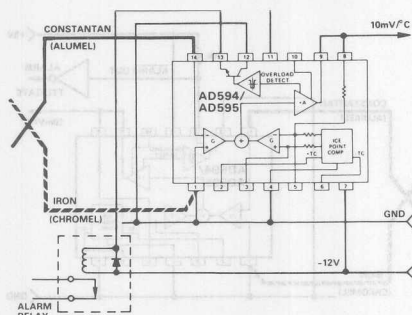 CONSTANTAN
(ALUMEL)
10mV/°C
14 13 12 11 10 9 8
OVERLOAD
DETECT
AD594/
AD595
-A
G
+
G
ICE
POINT
COMP
-TC
+TC
1 2 3 4 5 6 7
IRON
(CHROMEL)
GND
-12V
ALARM
RELAY